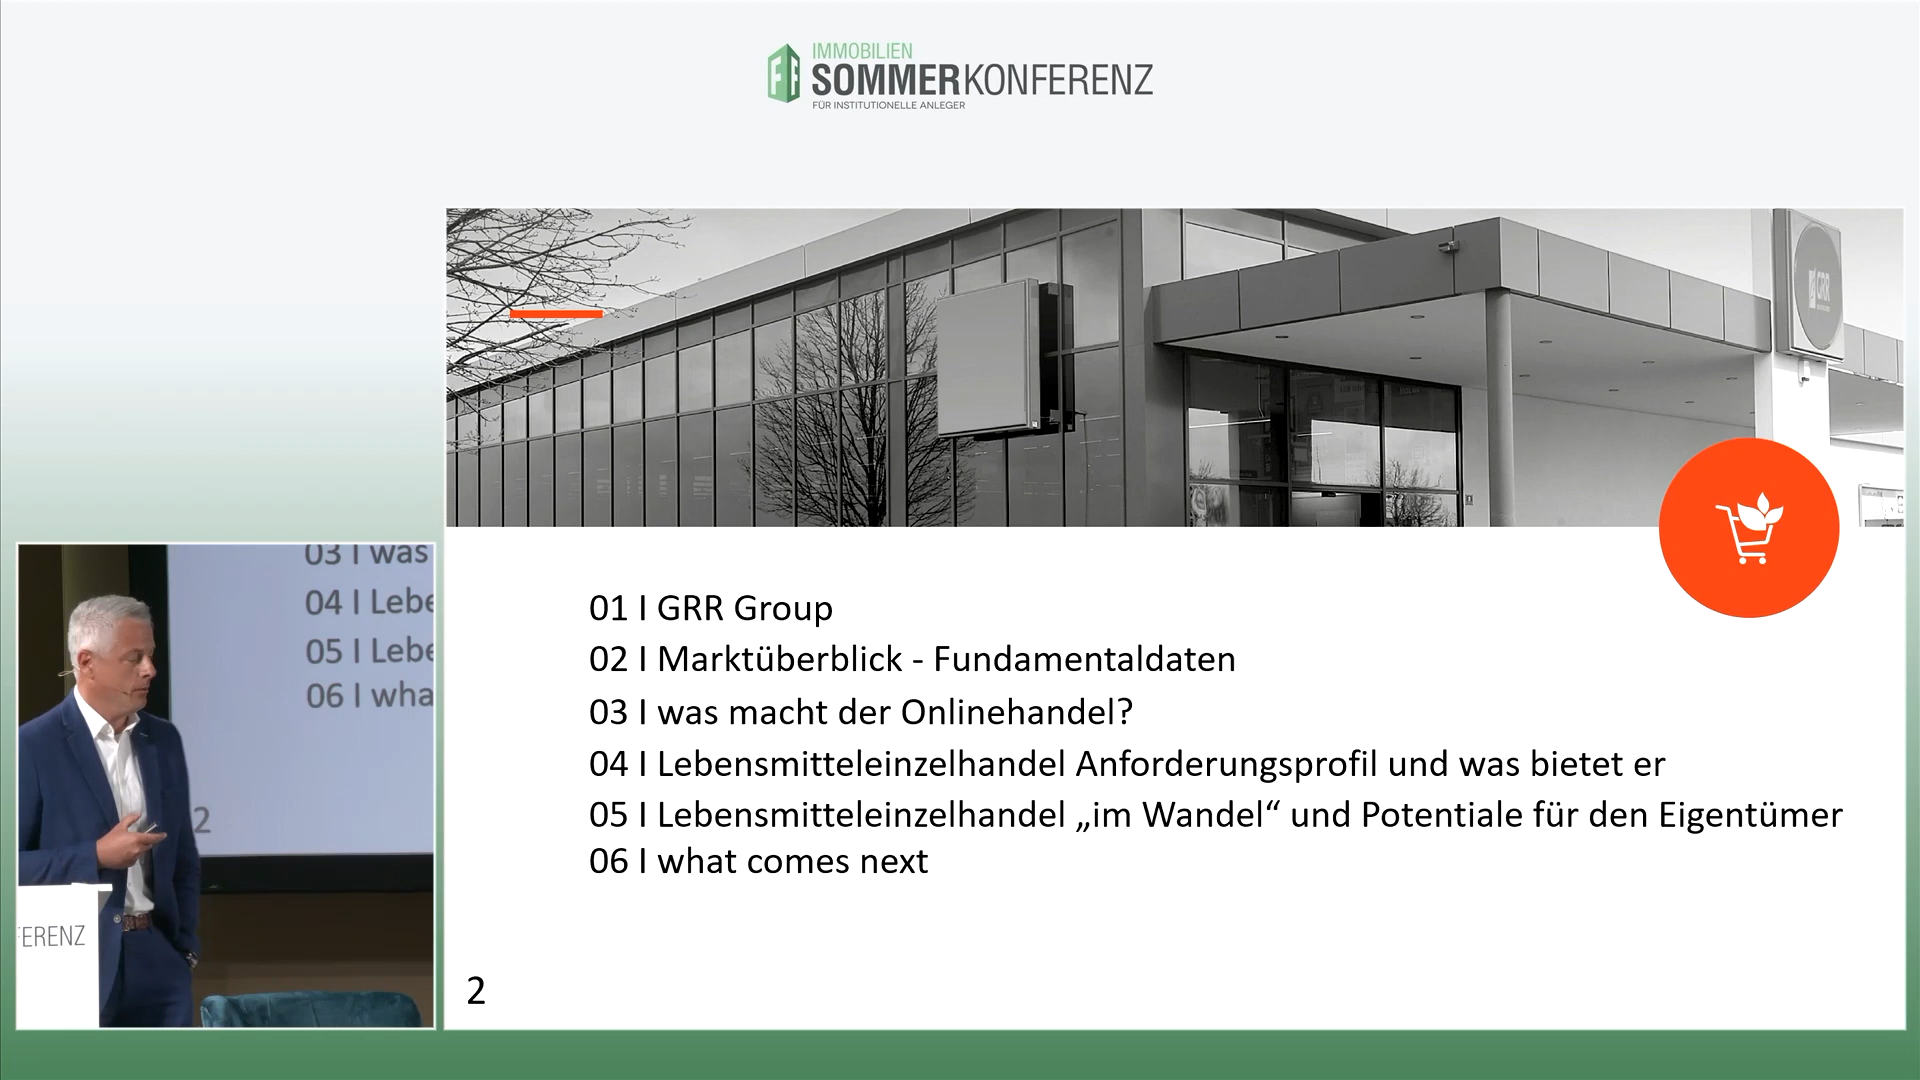 IMMOBILIEN
SOMMERKONFERENZ
FÜR INSTITUTIONELLE ANLEGER
GRR
01 I GRR Group
02 I Marktüberblick - Fundamentaldaten
03 I was macht der Onlinehandel?
04 I Lebensmitteleinzelhandel Anforderungsprofil und was bietet er
05 I Lebensmitteleinzelhandel „im Wandel“ und Potentiale für den Eigentümer
06 I what comes next
2
03 I was
04 I Lebe
05 I Lebe
06 I wha
2
FERENZ